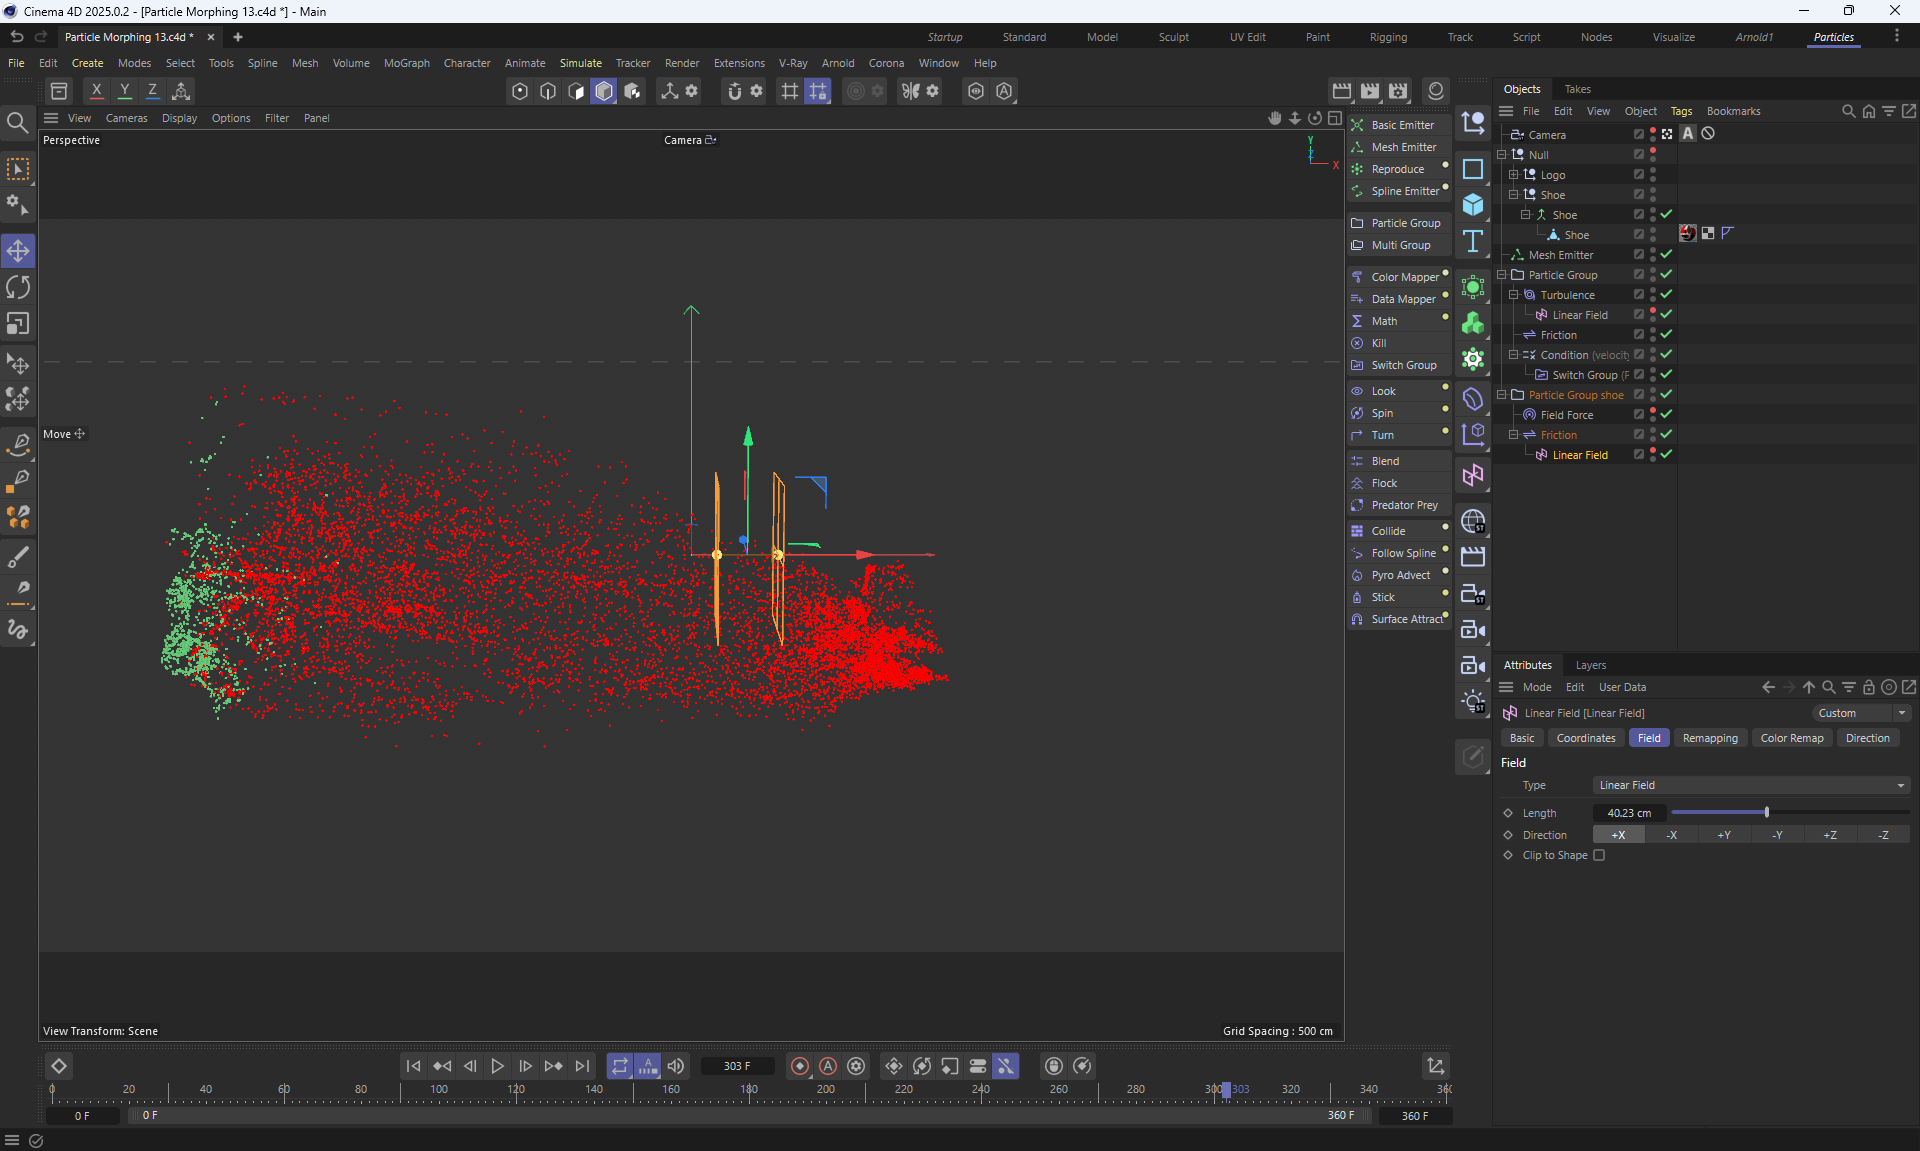 Cinema 4D 2025.0.2 - [Particle Morphing 13.c4d *] - Main
Particle Morphing 13.c4d *
Startup Standard Model Sculpt UV Edit Paint Rigging Track Script Nodes Visualize Arnold1 Particles
File Edit Create Modes Select Tools Spline Mesh Volume MoGraph Character Animate Simulate Tracker Render Extensions V-Ray Arnold Corona Window Help
X Y Z
View Cameras Display Options Filter Panel
Perspective
Camera
Y
Z
X
Move
View Transform: Scene
Grid Spacing : 500 cm
Basic Emitter
Mesh Emitter
Reproduce
Spline Emitter
Particle Group
Multi Group
Color Mapper
Data Mapper
Math
Kill
Switch Group
Look
Spin
Turn
Blend
Flock
Predator Prey
Collide
Follow Spline
Pyro Advect
Stick
Surface Attract
ST
ST
ST
Objects Takes
File Edit View Object Tags Bookmarks
Camera
A
Null
Logo
Shoe
Shoe
Shoe
Mesh Emitter
Particle Group
Turbulence
Linear Field
Friction
Condition (velocit
Switch Group (F
Particle Group shoe
Field Force
Friction
Linear Field
Attributes Layers
Mode Edit User Data
Linear Field [Linear Field]
Custom
Basic Coordinates Field Remapping Color Remap Direction
Field
Type Linear Field
Length 40.23 cm
Direction +X -X +Y -Y +Z -Z
Clip to Shape
303 F
0 20 40 60 80 100 120 140 160 180 200 220 240 260 280 300 303 320 340 36
0 F 0 F 360 F 360 F